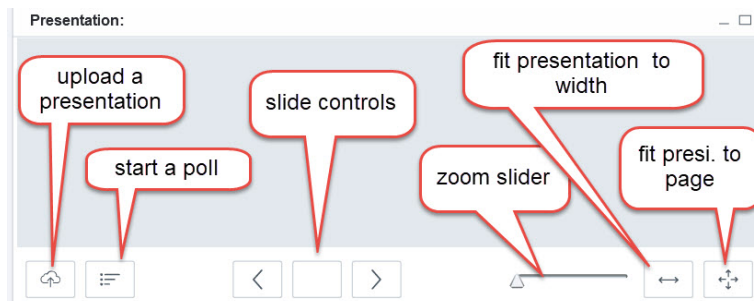 Presentation:
upload a
presentation
start a poll
slide controls
fit presentation to
width
zoom slider
fit presi. to
page